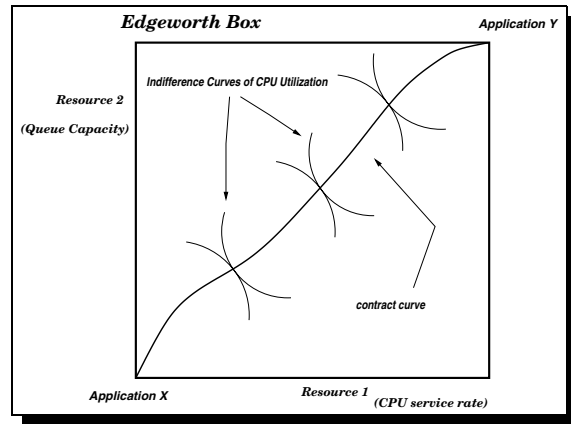 Edgeworth Box
Application Y
Indifference Curves of CPU Utilization
Resource 2
(Queue Capacity)
contract curve
Application X
Resource 1
(CPU service rate)